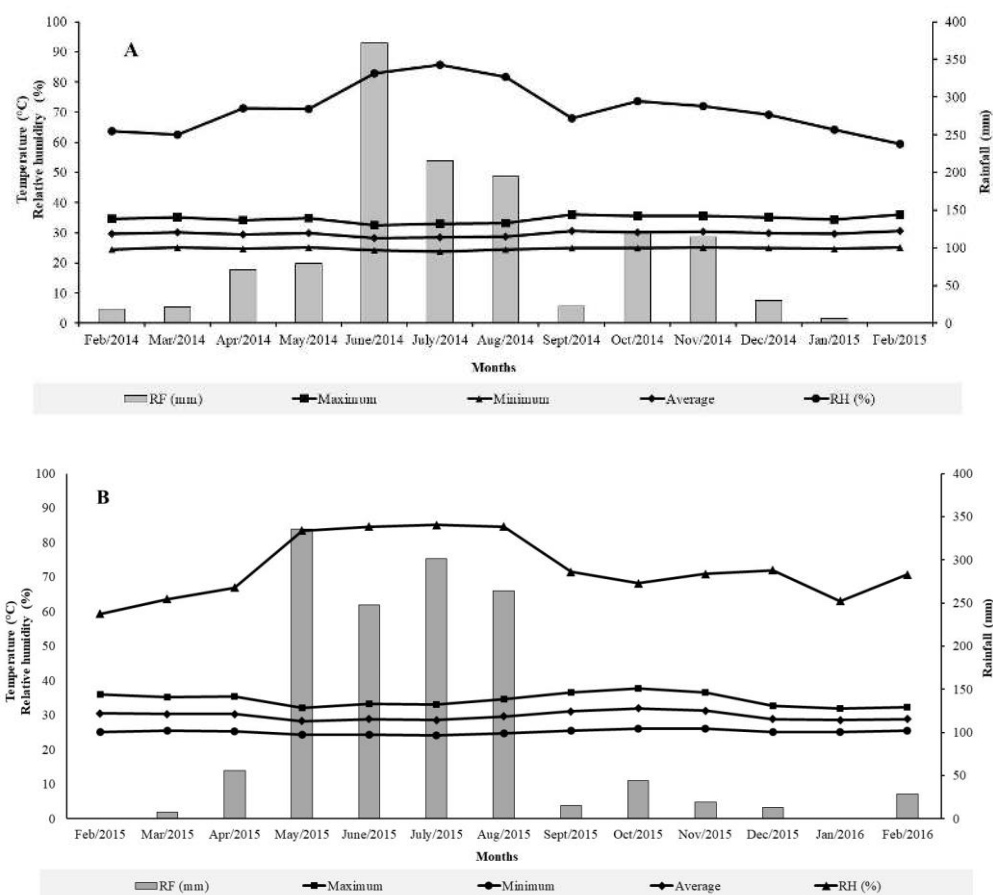 A
Temperature (°C)
Relative humidity (%)
100
90
80
70
60
50
40
30
20
10
0
400
350
300
250
200
150
100
50
0
Rainfall (mm)
Feb/2014 Mar/2014 Apr/2014 May/2014 June/2014 July/2014 Aug/2014 Sept/2014 Oct/2014 Nov/2014 Dec/2014 Jan/2015 Feb/2015
Months
RF (mm) Maximum Minimum Average RH (%)
B
Temperature (°C)
Relative humidity (%)
100
90
80
70
60
50
40
30
20
10
0
400
350
300
250
200
150
100
50
0
Rainfall (mm)
Feb/2015 Mar/2015 Apr/2015 May/2015 June/2015 July/2015 Aug/2015 Sept/2015 Oct/2015 Nov/2015 Dec/2015 Jan/2016 Feb/2016
Months
RF (mm) Maximum Minimum Average RH (%)